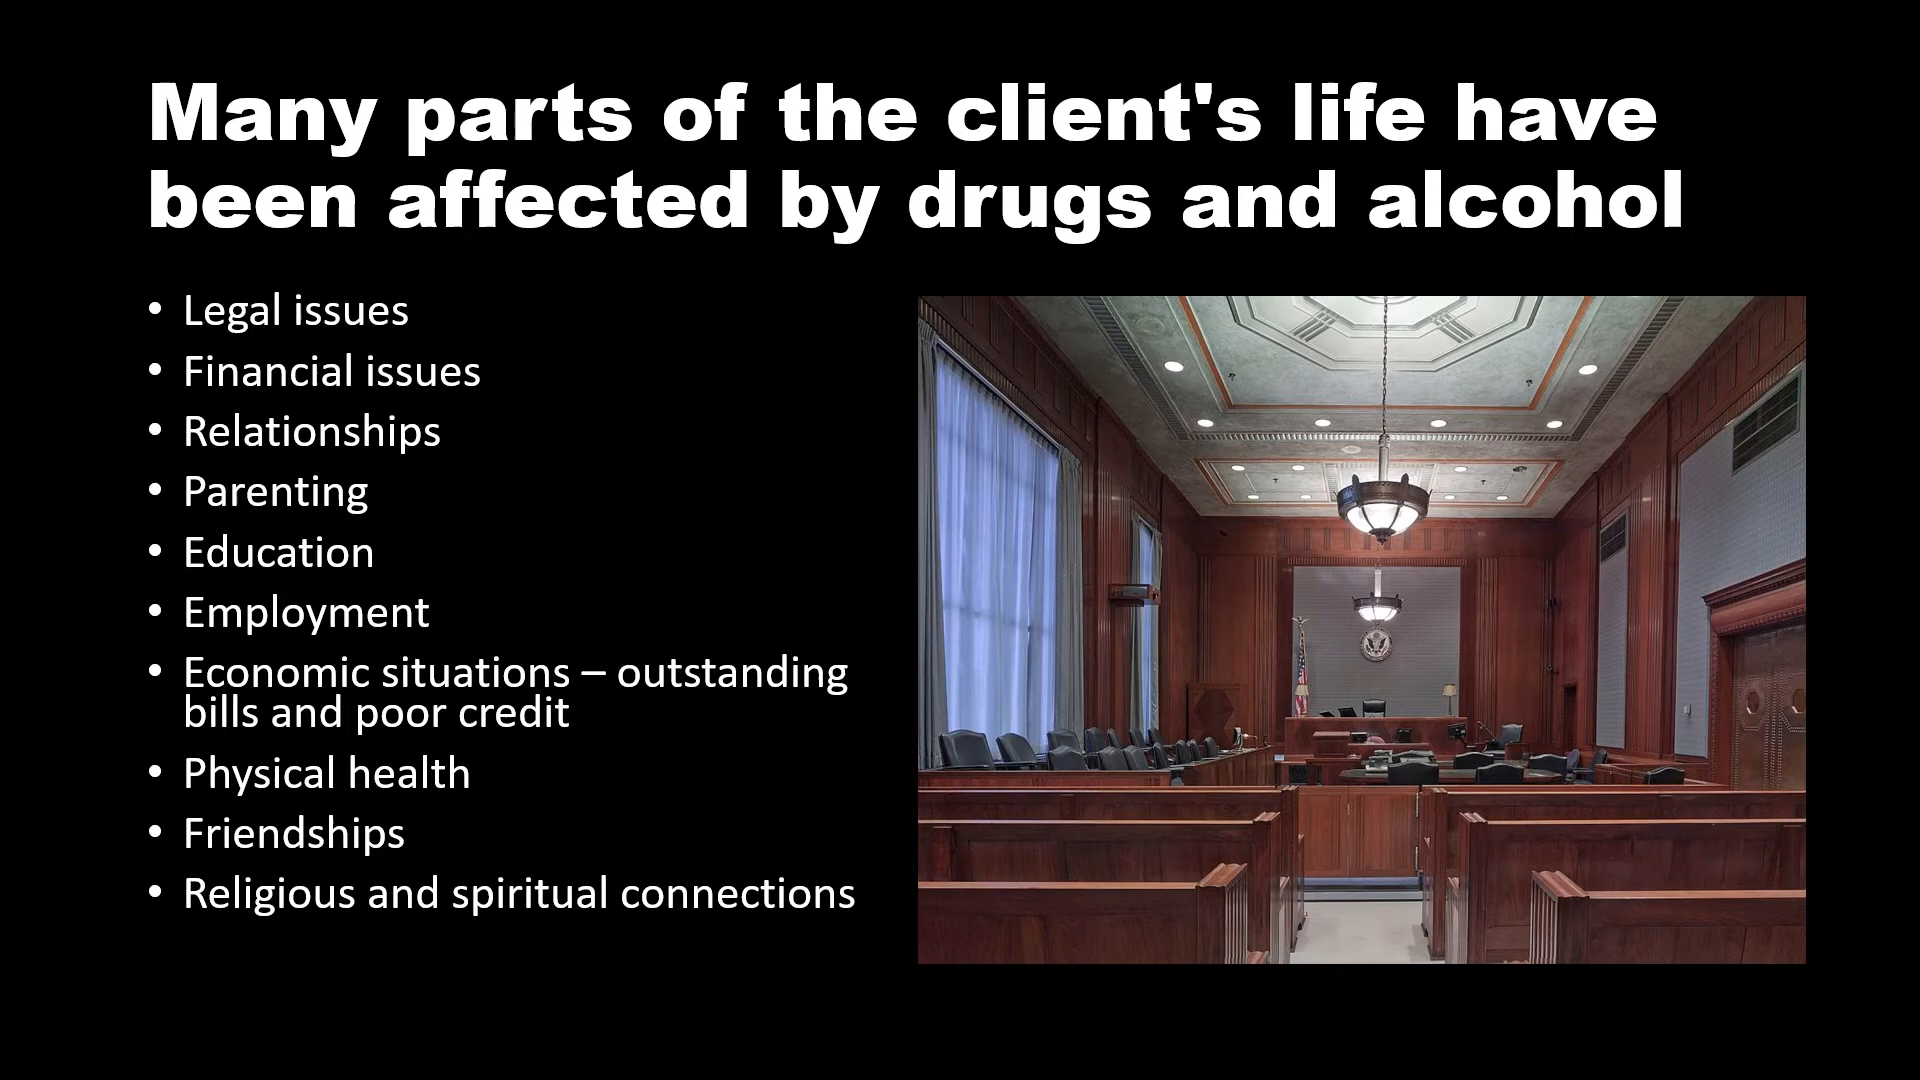 Many parts of the client's life have
been affected by drugs and alcohol
• Legal issues
• Financial issues
• Relationships
• Parenting
• Education
• Employment
• Economic situations – outstanding
bills and poor credit
• Physical health
• Friendships
• Religious and spiritual connections